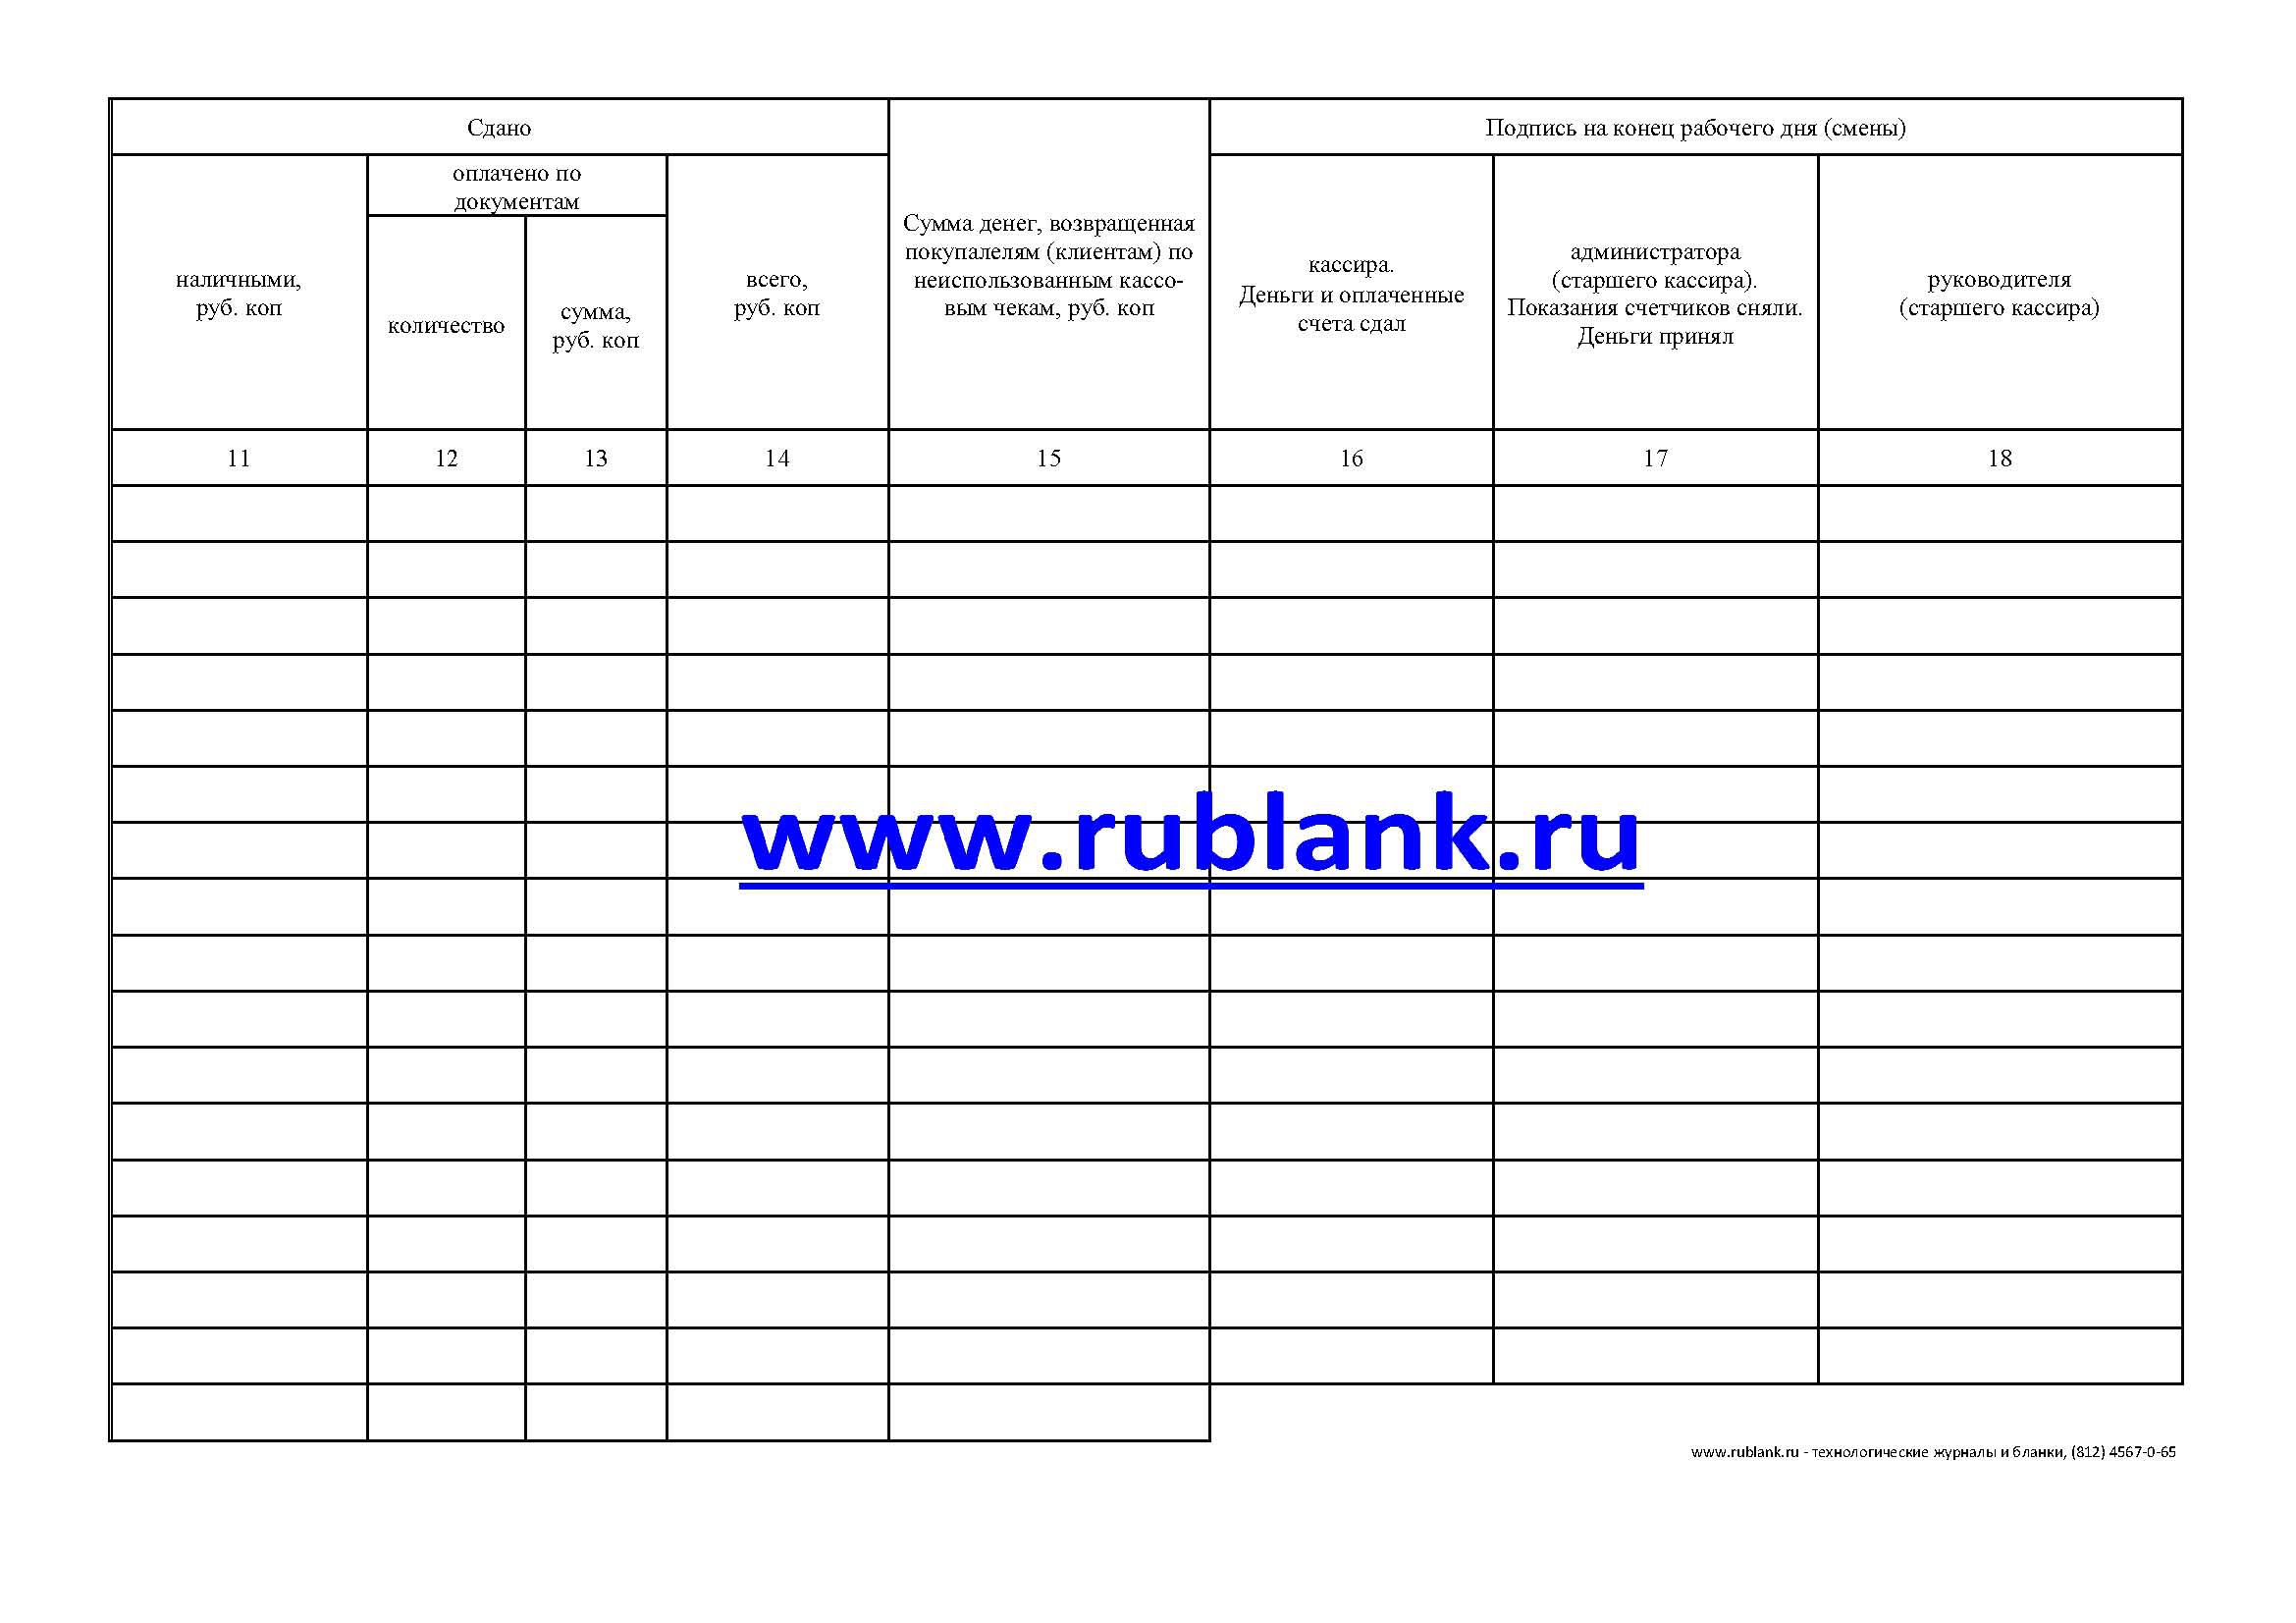 Сдано
Подпись на конец рабочего дня (смены)
наличными,
руб. коп
оплачено по
документам
количество
сумма,
руб. коп
всего,
руб. коп
Сумма денег, возвращенная
покупалелям (клиентам) по
неиспользованным кассо-
вым чекам, руб. коп
кассира.
Деньги и оплаченные
счета сдал
администратора
(старшего кассира).
Показания счетчиков сняли.
Деньги принял
руководителя
(старшего кассира)
11 12 13 14 15 16 17 18
www.rublank.ru
www.rublank.ru - технологические журналы и бланки, (812) 4567-0-65